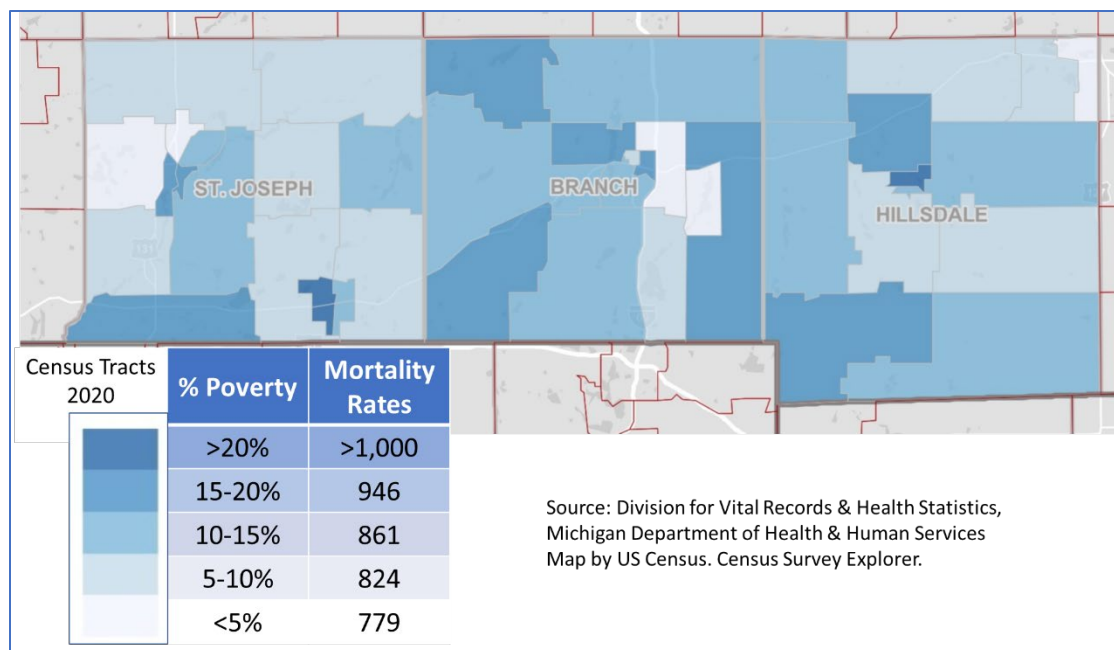 ST. JOSEPH
BRANCH
HILLSDALE
Census Tracts
2020
% Poverty
Mortality
Rates
>20%
>1,000
15-20%
946
10-15%
861
5-10%
824
<5%
779
Source: Division for Vital Records & Health Statistics,
Michigan Department of Health & Human Services
Map by US Census. Census Survey Explorer.